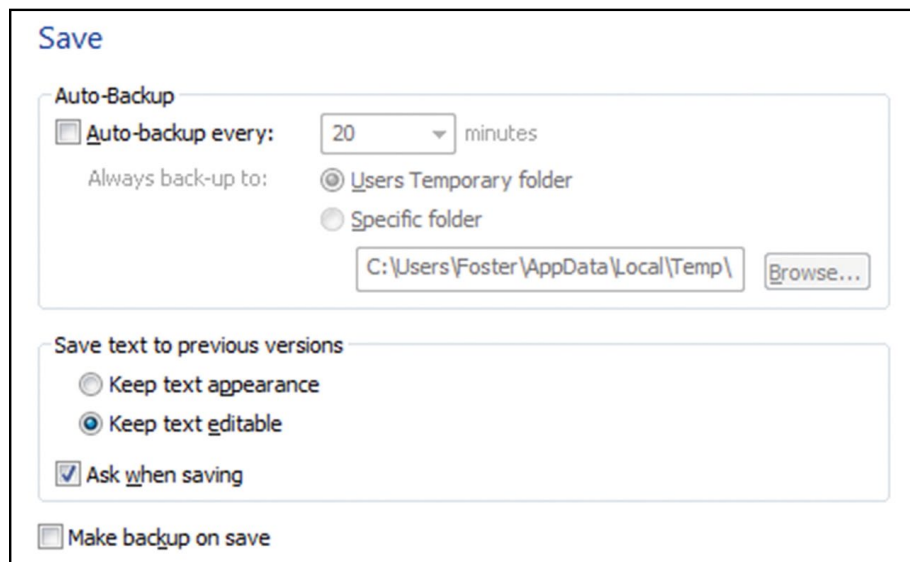 Save
Auto-Backup
Auto-backup every: 20 minutes
Always back-up to: Users Temporary folder
Specific folder
C:\Users\Foster\AppData\Local\Temp\ Browse...
Save text to previous versions
Keep text appearance
Keep text editable
Ask when saving
Make backup on save